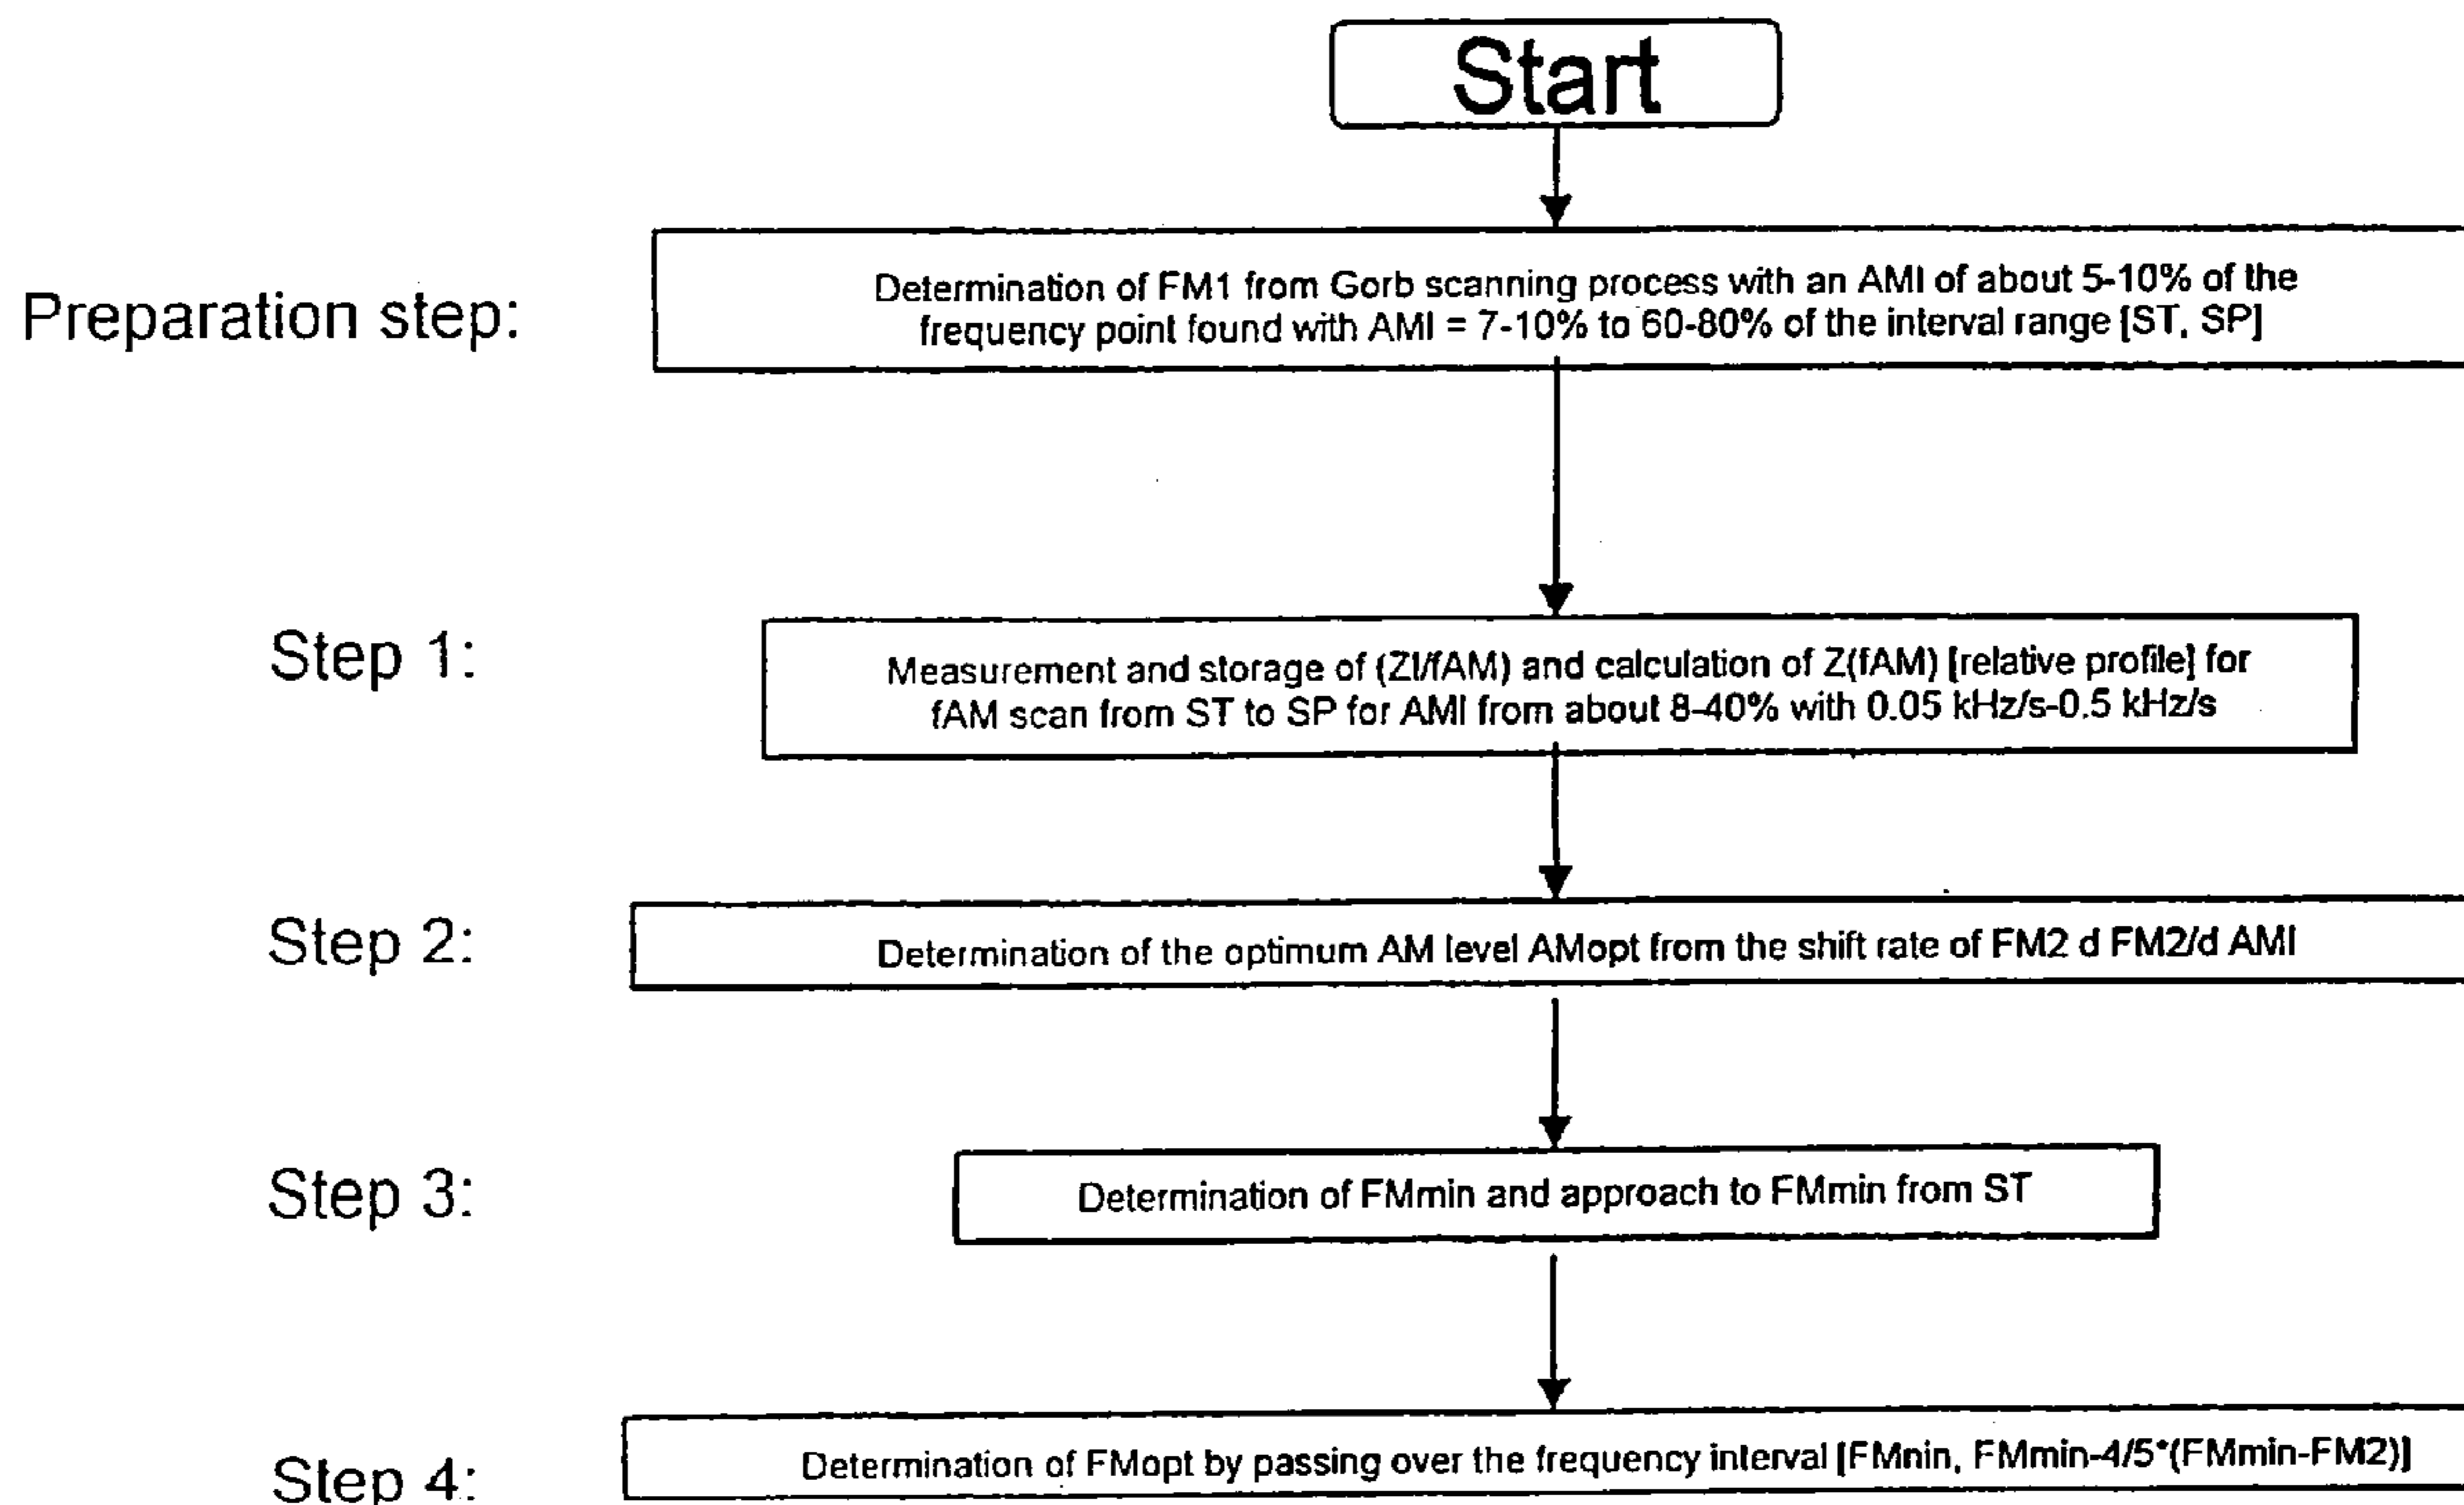 Start
Preparation step:
Determination of FM1 from Gorb scanning process with an AMI of about 5-10% of the
frequency point found with AMI = 7-10% to 60-80% of the interval range [ST, SP]
Step 1:
Measurement and storage of (ZI/fAM) and calculation of Z(fAM) [relative profile] for
fAM scan from ST to SP for AMI from about 8-40% with 0.05 kHz/s-0.5 kHz/s
Step 2:
Determination of the optimum AM level AMopt from the shift rate of FM2 d FM2/d AMI
Step 3:
Determination of FMmin and approach to FMmin from ST
Step 4:
Determination of FMopt by passing over the frequency interval [FMnin, FMmin-4/5*(FMmin-FM2)]